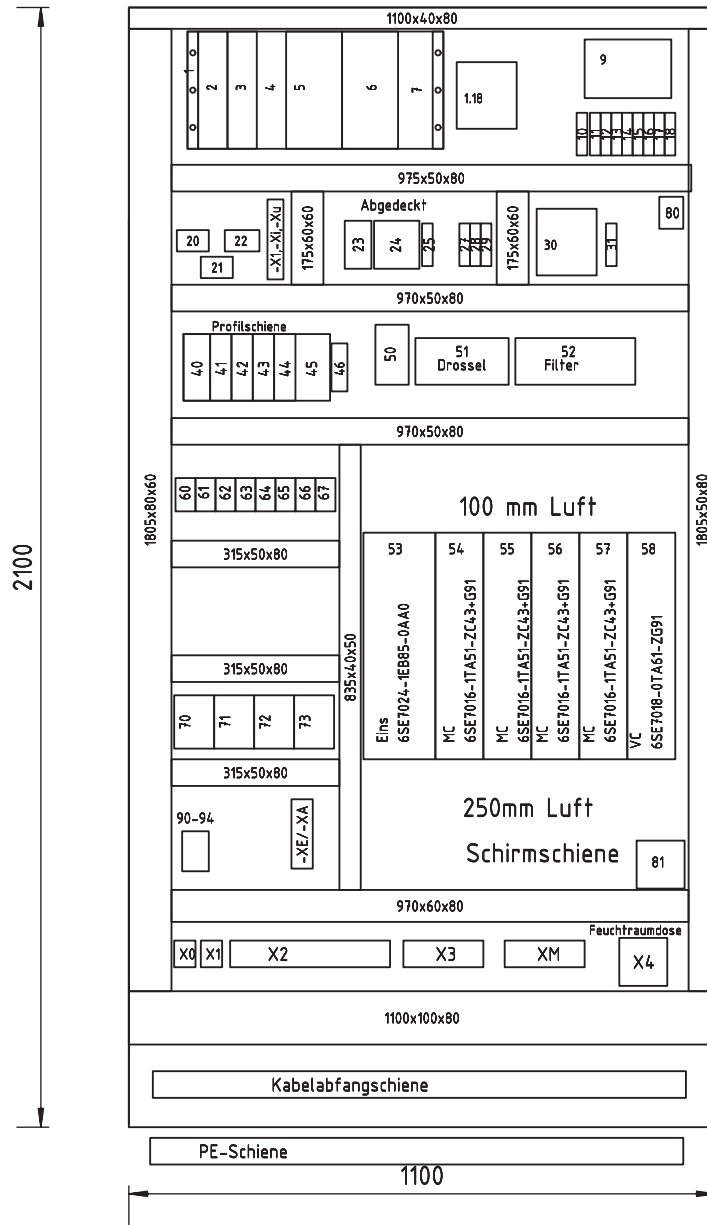 1100x40x80
1
2
3
4
5
6
7
1.18
9
10
11
12
13
14
15
16
17
18
975x50x80
20
21
22
-X1,-Xi,-Xu
175x60x60
Abgedeckt
23
24
25
27
28
29
175x60x60
30
31
80
970x50x80
Profilschiene
40
41
42
43
44
45
46
50
51
Drossel
52
Filter
970x50x80
1805x80x60
1805x50x80
2100
60
61
62
63
64
65
66
67
315x50x80
835x40x50
100 mm Luft
53
Eins
6SE7024-1EB85-0AA0
54
MC
6SE7016-1TA51-ZC43+G91
55
MC
6SE7016-1TA51-ZC43+G91
56
MC
6SE7016-1TA51-ZC43+G91
57
MC
6SE7016-1TA51-ZC43+G91
58
VC
6SE7018-0TA61-ZG91
315x50x80
70
71
72
73
315x50x80
90-94
-XE/-XA
250mm Luft
Schirmschiene
81
970x60x80
Feuchtraumdose
X0
X1
X2
X3
XM
X4
1100x100x80
Kabelabfangschiene
PE-Schiene
1100